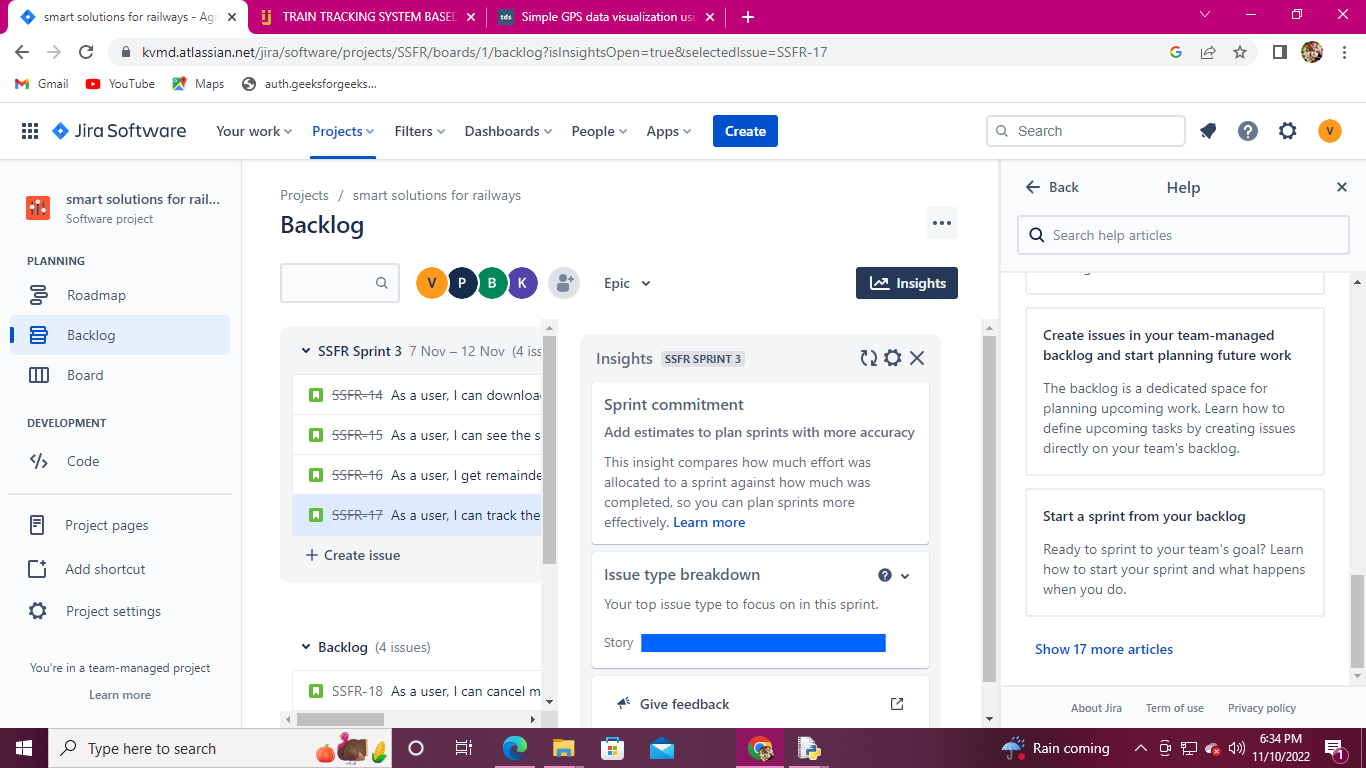 smart solutions for railways - Agi
TRAIN TRACKING SYSTEM BASED
tds
Simple GPS data visualization usi
kvmd.atlassian.net/jira/software/projects/SSFR/boards/1/backlog?isInsightsOpen=true&selectedIssue=SSFR-17
Gmail
YouTube
Maps
auth.geeksforgeeks...
Jira Software
Your work
Projects
Filters
Dashboards
People
Apps
Create
Search
V
smart solutions for rail...
Software project
PLANNING
Roadmap
Backlog
Board
DEVELOPMENT
Code
Project pages
Add shortcut
Project settings
You're in a team-managed project
Learn more
Projects / smart solutions for railways
Backlog
V P B K
Epic
Insights
SSFR Sprint 3 7 Nov – 12 Nov (4 iss
SSFR-14 As a user, I can downloa
SSFR-15 As a user, I can see the s
SSFR-16 As a user, I get remainde
SSFR-17 As a user, I can track the
+ Create issue
Backlog (4 issues)
SSFR-18 As a user, I can cancel m
Insights SSFR SPRINT 3
Sprint commitment
Add estimates to plan sprints with more accuracy
This insight compares how much effort was
allocated to a sprint against how much was
completed, so you can plan sprints more
effectively. Learn more
Issue type breakdown
Your top issue type to focus on in this sprint.
Story
Give feedback
Back
Help
Search help articles
Create issues in your team-managed
backlog and start planning future work
The backlog is a dedicated space for
planning upcoming work. Learn how to
define upcoming tasks by creating issues
directly on your team's backlog.
Start a sprint from your backlog
Ready to sprint to your team's goal? Learn
how to start your sprint and what happens
when you do.
Show 17 more articles
About Jira
Term of use
Privacy policy
Type here to search
Rain coming
6:34 PM
11/10/2022
1